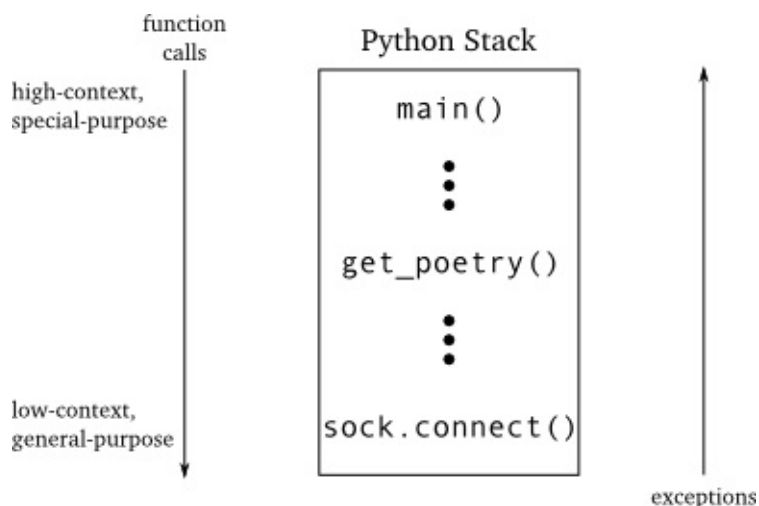 function
calls
Python Stack
high-context,
special-purpose
main()
get_poetry()
low-context,
general-purpose
sock.connect()
exceptions